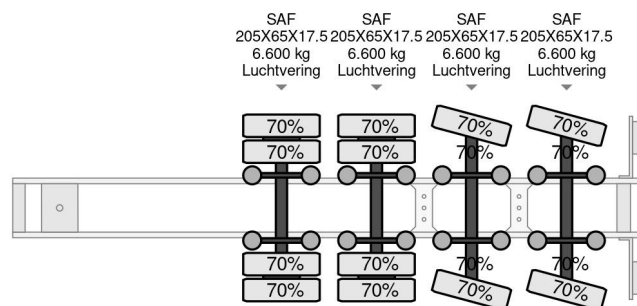 SAF SAF SAF SAF
205X65X17.5 205X65X17.5 205X65X17.5 205X65X17.5
6.600 kg 6.600 kg 6.600 kg 6.600 kg
Luchtvering Luchtvering Luchtvering Luchtvering
70% 70% 70% 70%
70% 70% 70% 70%
70% 70% 70% 70%
70% 70% 70% 70%